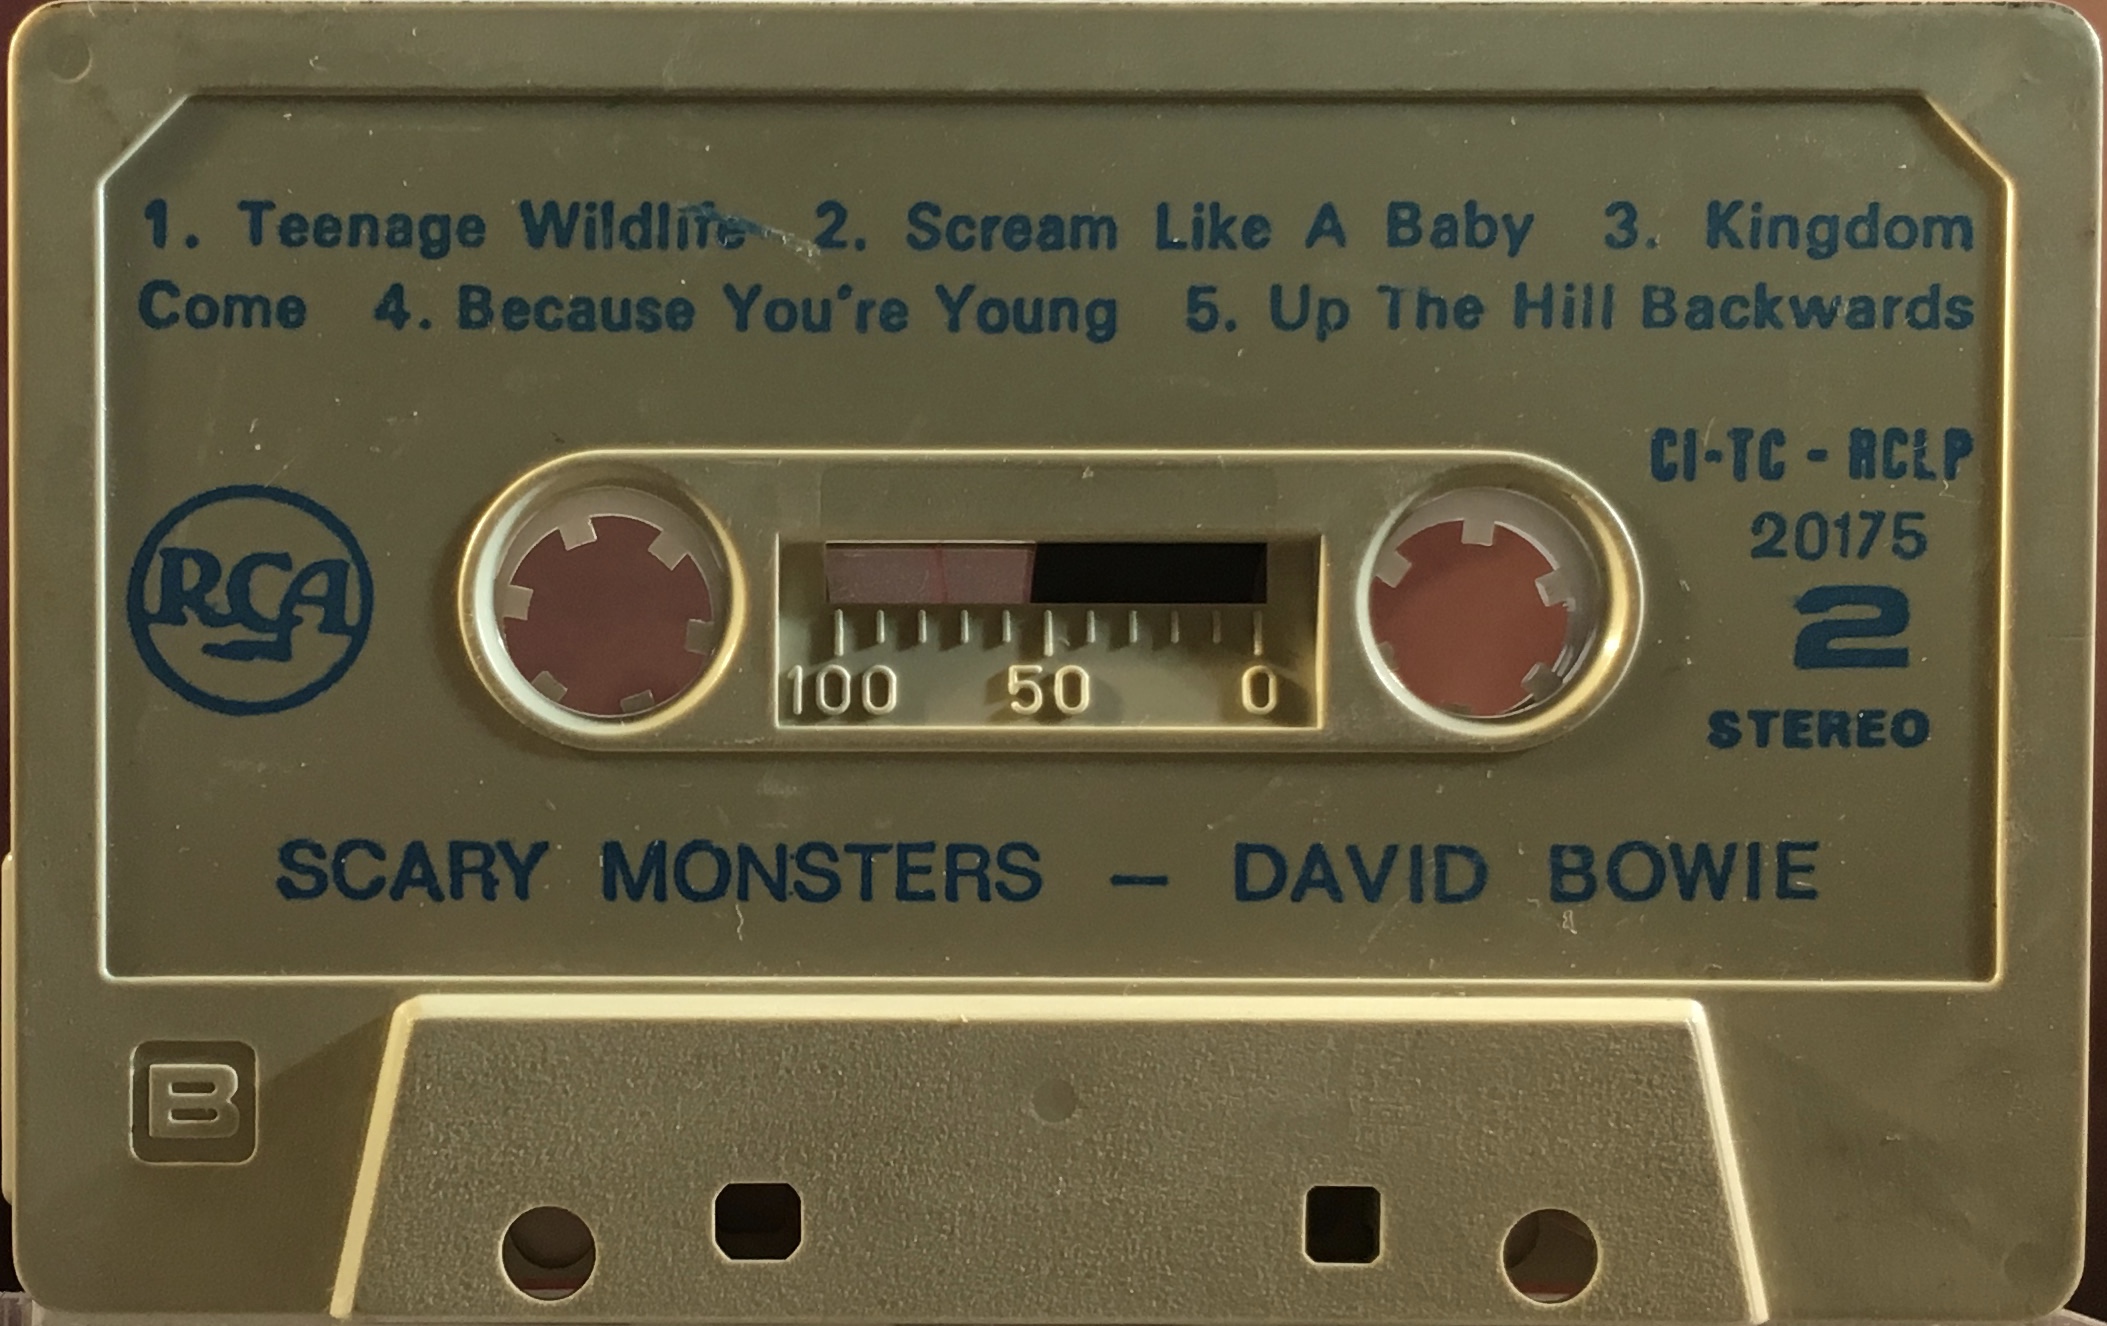 1. Teenage Wildlife 2. Scream Like A Baby 3. Kingdom
Come 4. Because You're Young 5. Up The Hill Backwards
CI-TC - RCLP
20175
RCA
2
STEREO
100 50 0
SCARY MONSTERS — DAVID BOWIE
B